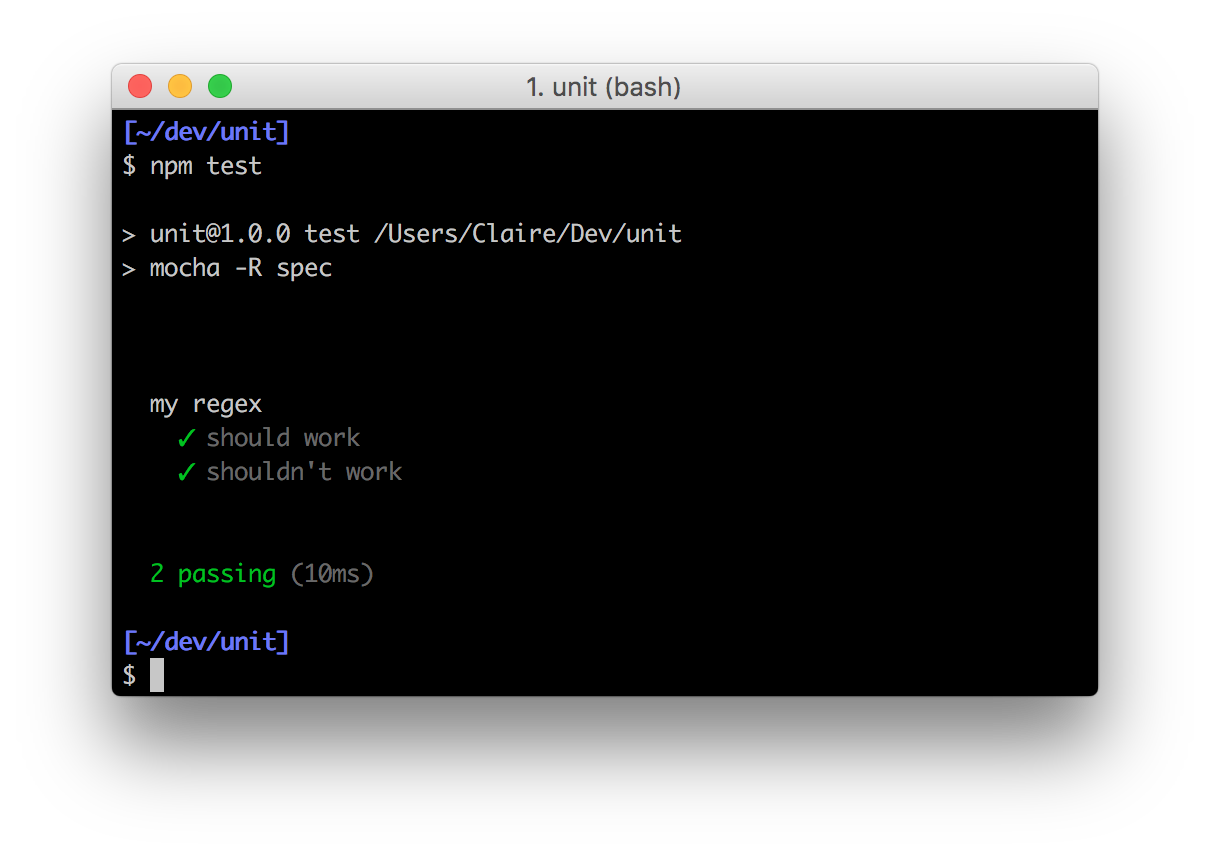 1. unit (bash)
[~/dev/unit]
$ npm test
> unit@1.0.0 test /Users/Claire/Dev/unit
> mocha -R spec
my regex
✓ should work
✓ shouldn't work
2 passing (10ms)
[~/dev/unit]
$